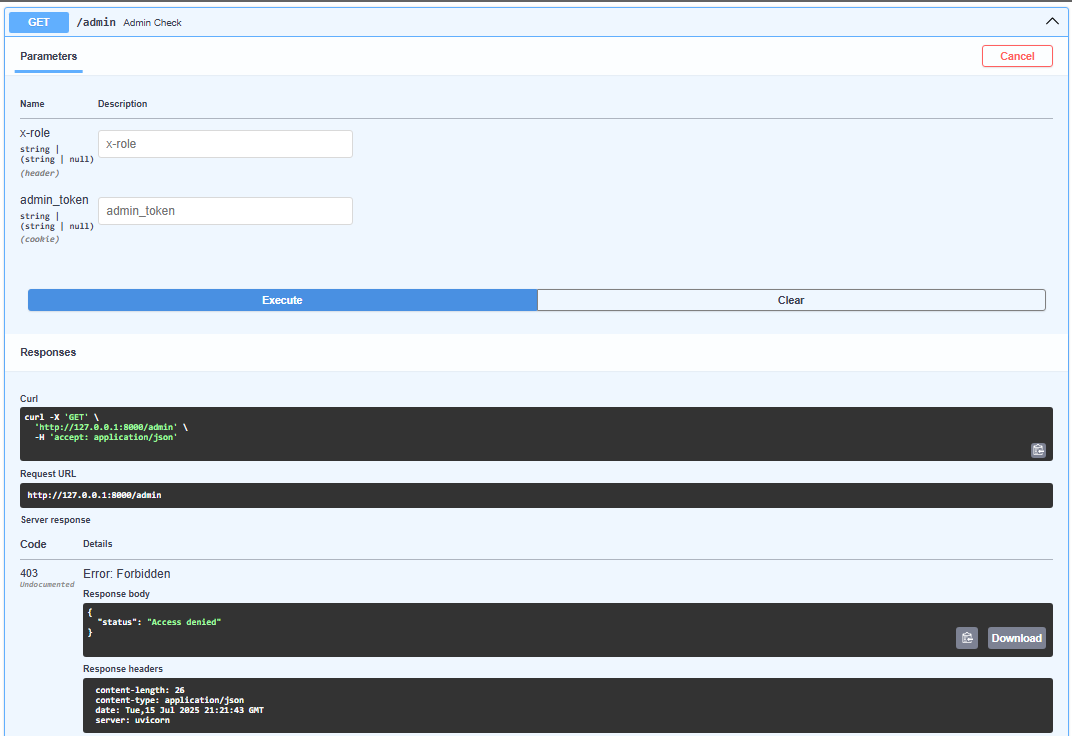 GET /admin Admin Check
Parameters
Cancel
Name Description
x-role
string |
(string | null)
(header)
x-role
admin_token
string |
(string | null)
(cookie)
admin_token
Execute Clear
Responses
Curl
curl -X 'GET' \
'http://127.0.0.1:8000/admin' \
-H 'accept: application/json'
Request URL
http://127.0.0.1:8000/admin
Server response
Code Details
403
Undocumented
Error: Forbidden
Response body
{
"status": "Access denied"
}
Download
Response headers
content-length: 26
content-type: application/json
date: Tue,15 Jul 2025 21:21:43 GMT
server: uvicorn